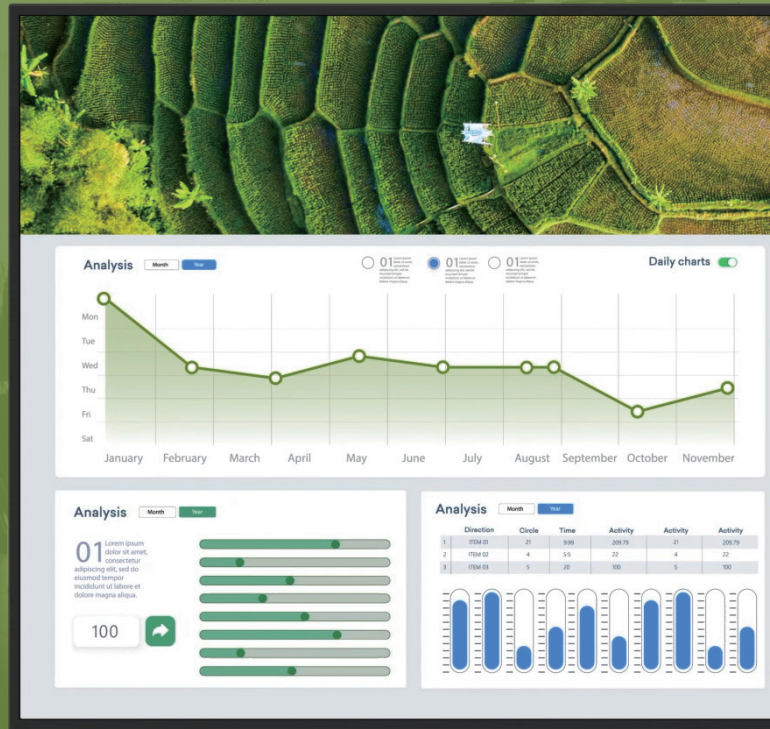 Analysis Month Year
01 Lorem ipsum
01
01
Daily charts
Mon
Tue
Wed
Thu
Fri
Sat
January February March April May June July August September October November
Analysis Month Year
01 Lorem ipsum
dolor sit amet,
consectetur
adipiscing elit, sed do
eiusmod tempor
incididunt ut labore et
dolore magna aliqua.
100
Analysis Month Year
Direction Circle Time Activity Activity Activity
1 ITEM 01 21 9:99 209.79 21 209.79
2 ITEM 02 4 5:5 22 4 22
3 ITEM 03 5 20 100 5 100